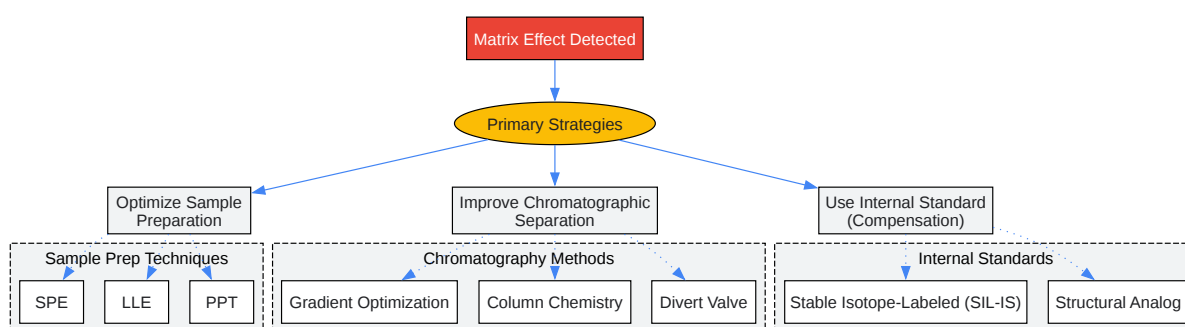 Matrix Effect Detected
Primary Strategies
Optimize Sample
Preparation
Improve Chromatographic
Separation
Use Internal Standard
(Compensation)
Sample Prep Techniques
Chromatography Methods
Internal Standards
SPE
LLE
PPT
Gradient Optimization
Column Chemistry
Divert Valve
Stable Isotope-Labeled (SIL-IS)
Structural Analog